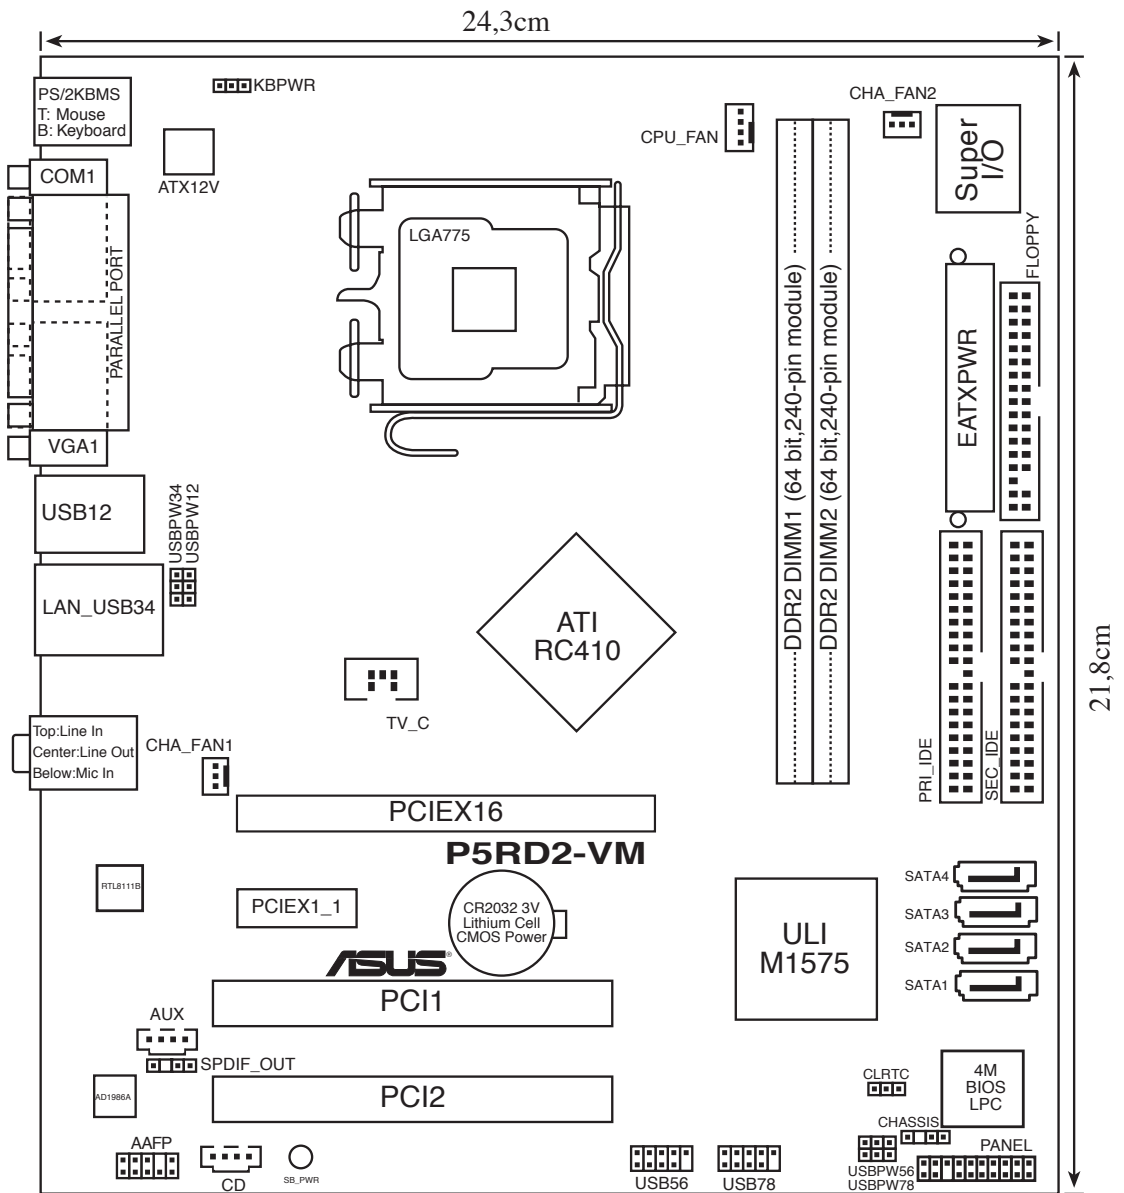 24,3cm
KBPWR
PS/2KBMS
T: Mouse
B: Keyboard
CHA_FAN2
CPU_FAN
Super
I/O
COM1
ATX12V
PARALLEL PORT
LGA775
FLOPPY
EATXPWR
DDR2 DIMM1 (64 bit,240-pin module)
DDR2 DIMM2 (64 bit,240-pin module)
VGA1
USB12
USBPW34
USBPW12
LAN_USB34
ATI
RC410
21,8cm
TV_C
Top:Line In
Center:Line Out
Below:Mic In
CHA_FAN1
PRI_IDE
SEC_IDE
PCIEX16
P5RD2-VM
RTL8111B
PCIEX1_1
CR2032 3V
Lithium Cell
CMOS Power
ULI
M1575
SATA4
SATA3
SATA2
SATA1
ASUS®
PCI1
AUX
SPDIF_OUT
AD1986A
PCI2
CLRTC
4M
BIOS
LPC
CHASSIS
AAFP
CD
SB_PWR
USB56
USB78
USBPW56
USBPW78
PANEL